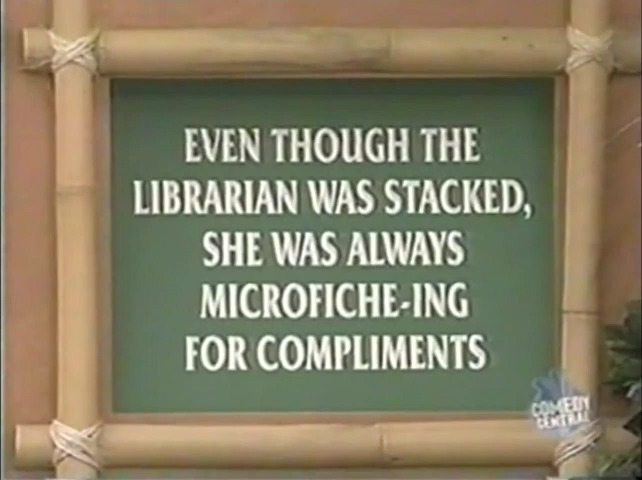 EVEN THOUGH THE
LIBRARIAN WAS STACKED,
SHE WAS ALWAYS
MICROFICHE-ING
FOR COMPLIMENTS
COMEDY
CENTRAL